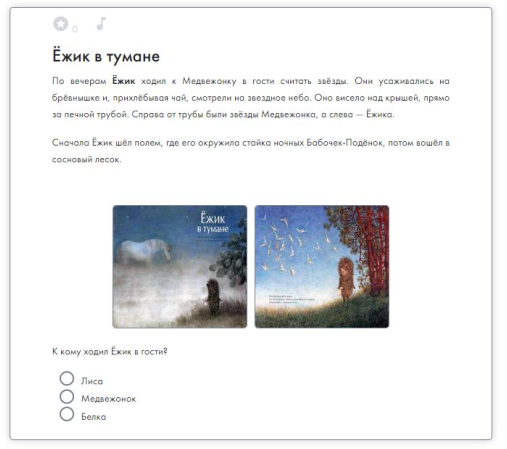 0
Ёжик в тумане
По вечерам Ёжик ходил к Медвежонку в гости считать звёзды. Они усаживались на
брёвнышке и, прихлёбывая чай, смотрели на звездное небо. Оно висело над крышей, прямо
за печной трубой. Справа от трубы были звёзды Медвежонка, а слева — Ёжика.
Сначала Ёжик шёл полем, где его окружила стайка ночных Бабочек-Подёнок, потом вошёл в
сосновый лесок.
Ёжик
в тумане
К кому ходил Ёжик в гости?
Лиса
Медвежонок
Белка